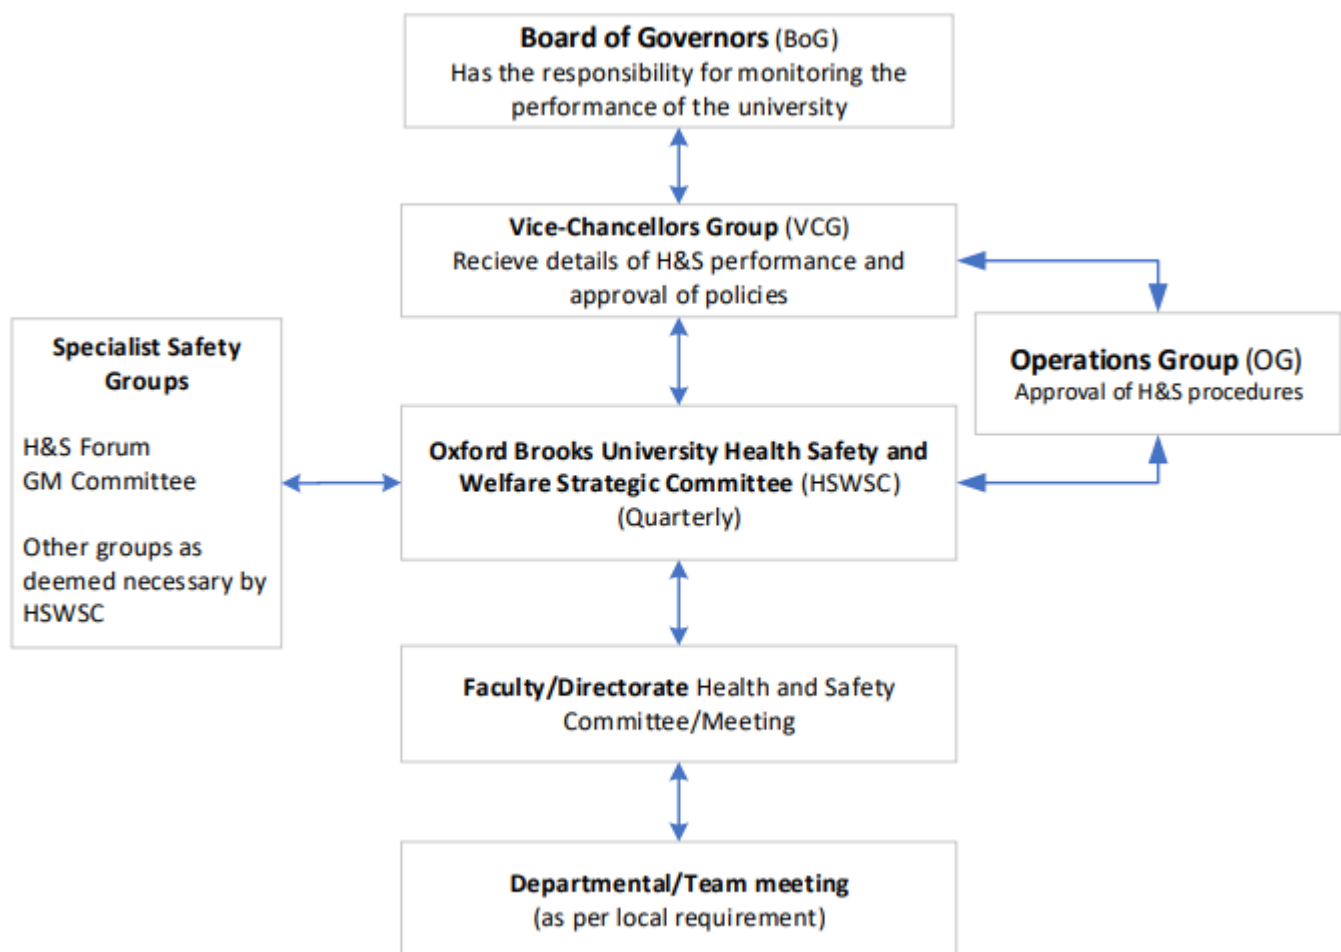 Board of Governors (BoG)
Has the responsibility for monitoring the
performance of the university
Vice-Chancellors Group (VCG)
Recieve details of H&S performance and
approval of policies
Specialist Safety
Groups
H&S Forum
GM Committee
Other groups as
deemed necessary by
HSWSC
Operations Group (OG)
Approval of H&S procedures
Oxford Brooks University Health Safety and
Welfare Strategic Committee (HSWSC)
(Quarterly)
Faculty/Directorate Health and Safety
Committee/Meeting
Departmental/Team meeting
(as per local requirement)